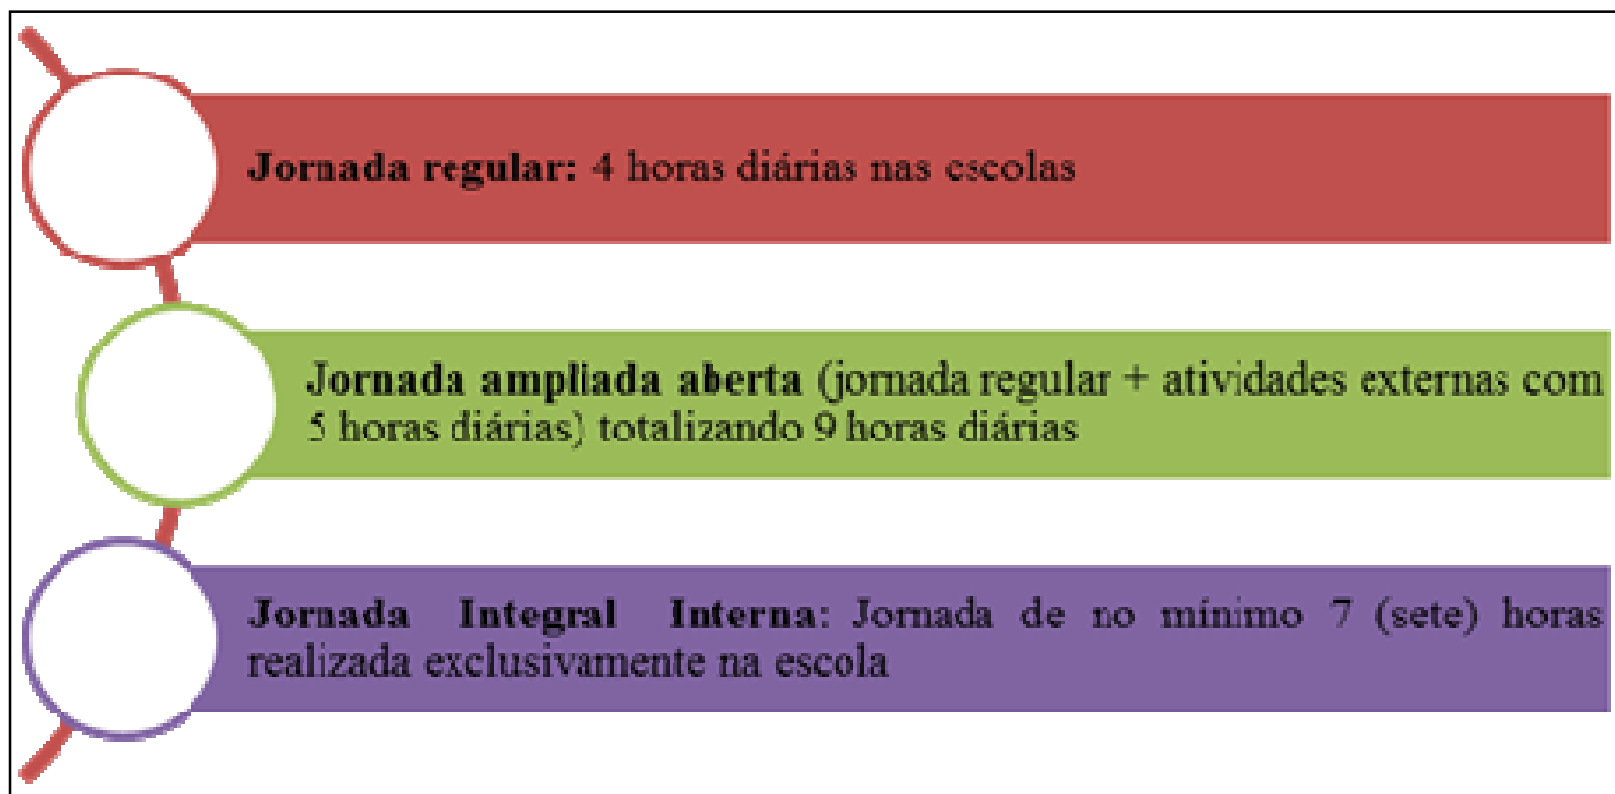 Jornada regular: 4 horas diárias nas escolas
Jornada ampliada aberta (jornada regular + atividades externas com
5 horas diárias) totalizando 9 horas diárias
Jornada Integral Interna: Jornada de no mínimo 7 (sete) horas
realizada exclusivamente na escola